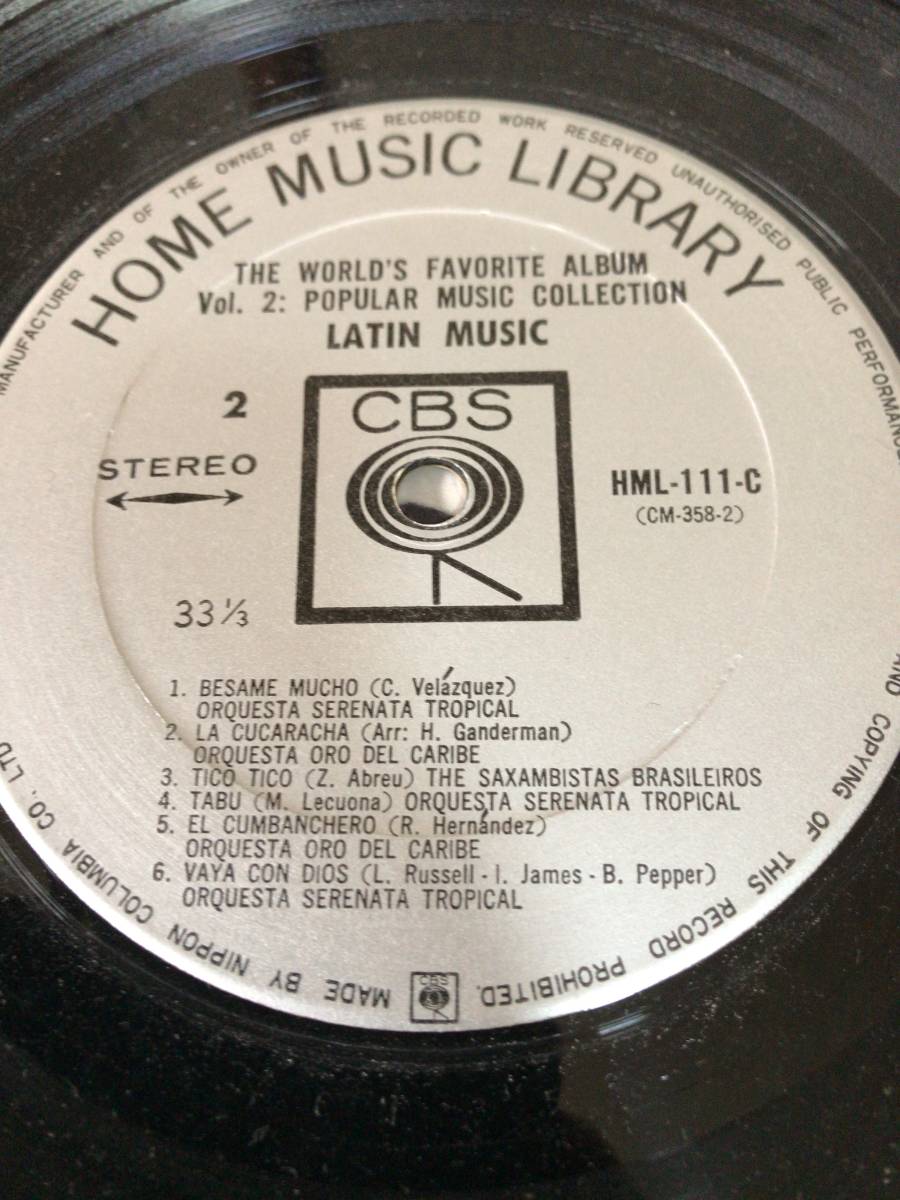 MANUFACTURER AND OF THE OWNER OF THE RECORDED WORK RESERVED UNAUTHORISED PUBLIC PERFORMANCE AND COPYING OF THIS RECORD PROHIBITED.
HOME MUSIC LIBRARY
THE WORLD'S FAVORITE ALBUM
Vol. 2: POPULAR MUSIC COLLECTION
LATIN MUSIC
2
CBS
STEREO
HML-111-C
(CM-358-2)
33 ⅓
1. BESAME MUCHO (C. Velázquez)
ORQUESTA SERENATA TROPICAL
2. LA CUCARACHA (Arr: H. Ganderman)
ORQUESTA ORO DEL CARIBE
3. TICO TICO (Z. Abreu) THE SAXAMBISTAS BRASILEIROS
4. TABU (M. Lecuona) ORQUESTA SERENATA TROPICAL
5. EL CUMBANCHERO (R. Hernández)
ORQUESTA ORO DEL CARIBE
6. VAYA CON DIOS (L. Russell - I. James - B. Pepper)
ORQUESTA SERENATA TROPICAL
CBS
MADE BY NIPPON COLUMBIA CO., LTD